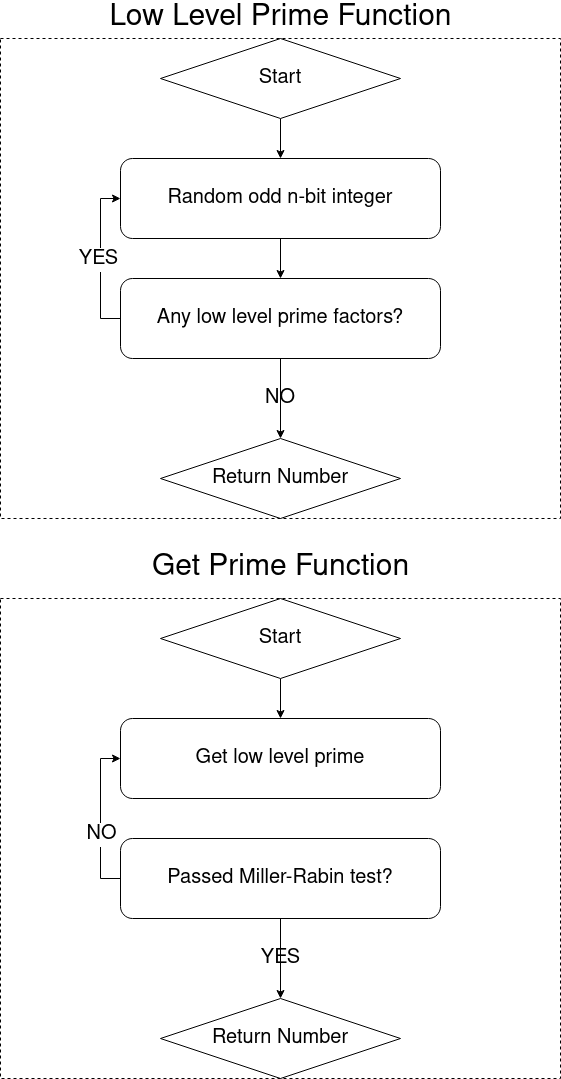 Low Level Prime Function
Start
Random odd n-bit integer
YES
Any low level prime factors?
NO
Return Number
Get Prime Function
Start
Get low level prime
NO
Passed Miller-Rabin test?
YES
Return Number